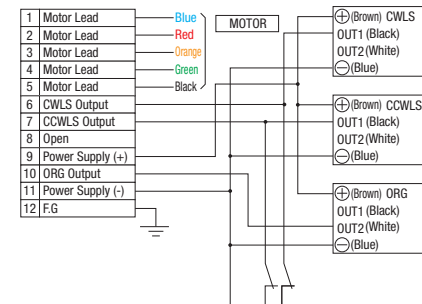 1 Motor Lead Blue
2 Motor Lead Red
3 Motor Lead Orange
4 Motor Lead Green
5 Motor Lead Black
6 CWLS Output
7 CCWLS Output
8 Open
9 Power Supply (+)
10 ORG Output
11 Power Supply (-)
12 F.G
MOTOR
⊕(Brown) CWLS
OUT1 (Black)
OUT2(White)
⊖(Blue)
⊕(Brown) CCWLS
OUT1 (Black)
OUT2(White)
⊖(Blue)
⊕(Brown) ORG
OUT1 (Black)
OUT2(White)
⊖(Blue)